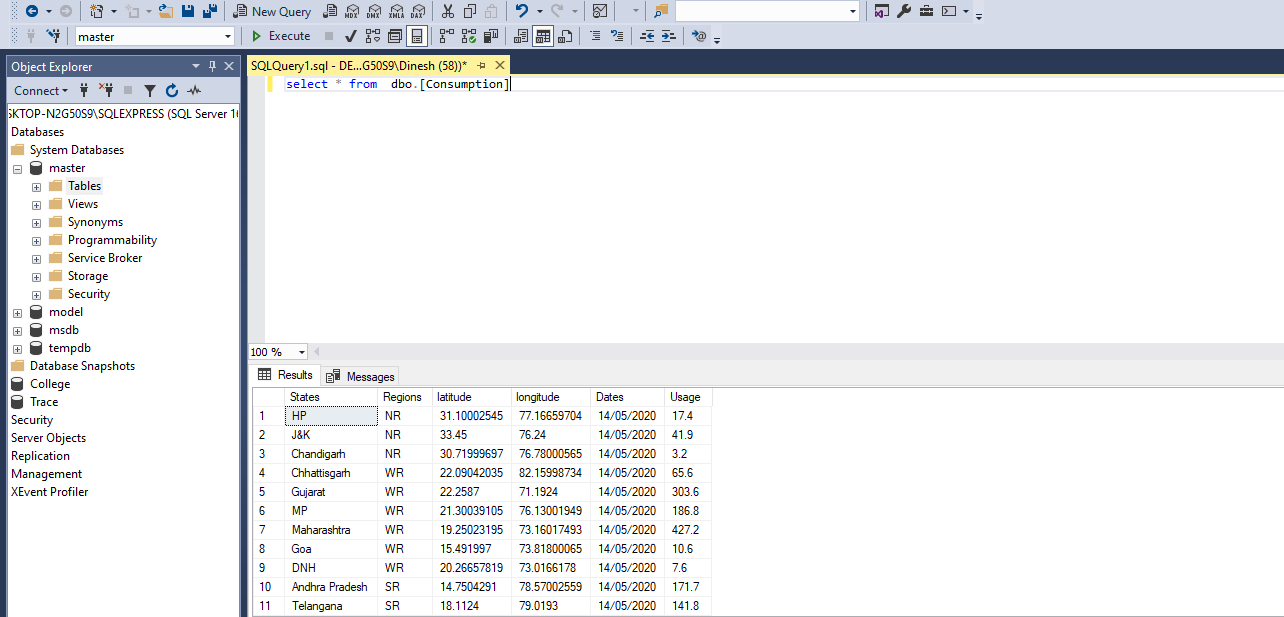 New Query MDX DMX XMLA DAX
master Execute
Object Explorer
Connect
SKTOP-N2G50S9\SQLEXPRESS (SQL Server 16
Databases
System Databases
master
Tables
Views
Synonyms
Programmability
Service Broker
Storage
Security
model
msdb
tempdb
Database Snapshots
College
Trace
Security
Server Objects
Replication
Management
XEvent Profiler
SQLQuery1.sql - DE...G50S9\Dinesh (58))*
select * from  dbo.[Consumption]
100 %
Results Messages
States Regions latitude longitude Dates Usage
1 HP NR 31.10002545 77.16659704 14/05/2020 17.4
2 J&K NR 33.45 76.24 14/05/2020 41.9
3 Chandigarh NR 30.71999697 76.78000565 14/05/2020 3.2
4 Chhattisgarh WR 22.09042035 82.15998734 14/05/2020 65.6
5 Gujarat WR 22.2587 71.1924 14/05/2020 303.6
6 MP WR 21.30039105 76.13001949 14/05/2020 186.8
7 Maharashtra WR 19.25023195 73.16017493 14/05/2020 427.2
8 Goa WR 15.491997 73.81800065 14/05/2020 10.6
9 DNH WR 20.26657819 73.0166178 14/05/2020 7.6
10 Andhra Pradesh SR 14.7504291 78.57002559 14/05/2020 171.7
11 Telangana SR 18.1124 79.0193 14/05/2020 141.8